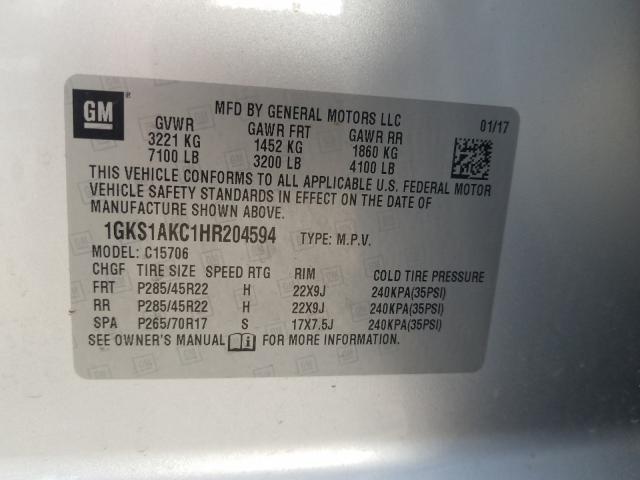 GM
MFD BY GENERAL MOTORS LLC
01/17
GVWR GAWR FRT GAWR RR
3221 KG 1452 KG 1860 KG
7100 LB 3200 LB 4100 LB
THIS VEHICLE CONFORMS TO ALL APPLICABLE U.S. FEDERAL MOTOR
VEHICLE SAFETY STANDARDS IN EFFECT ON THE DATE OF
MANUFACTURE SHOWN ABOVE.
1GKS1AKC1HR204594 TYPE: M.P.V.
MODEL: C15706
CHGF TIRE SIZE SPEED RTG RIM COLD TIRE PRESSURE
FRT P285/45R22 H 22X9J 240KPA(35PSI)
RR P285/45R22 H 22X9J 240KPA(35PSI)
SPA P265/70R17 S 17X7.5J 240KPA(35PSI)
SEE OWNER'S MANUAL FOR MORE INFORMATION.